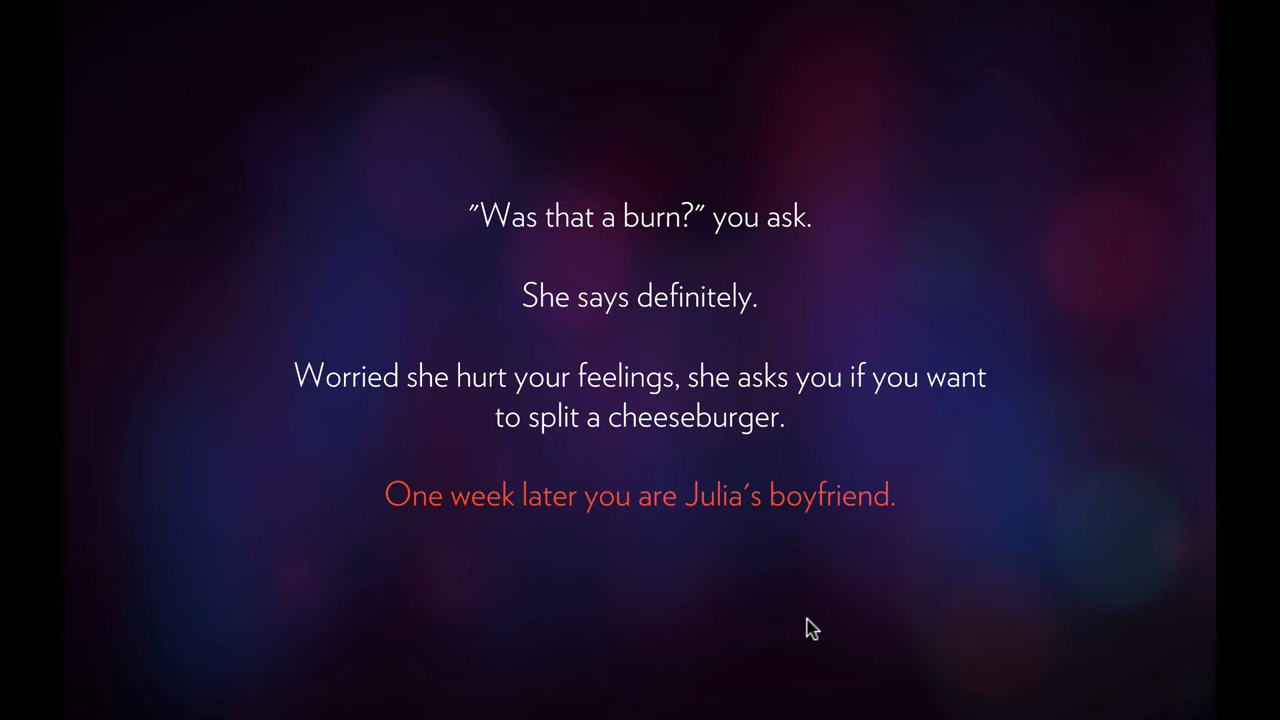 "Was that a burn?" you ask.
She says definitely.
Worried she hurt your feelings, she asks you if you want
to split a cheeseburger.
One week later you are Julia's boyfriend.